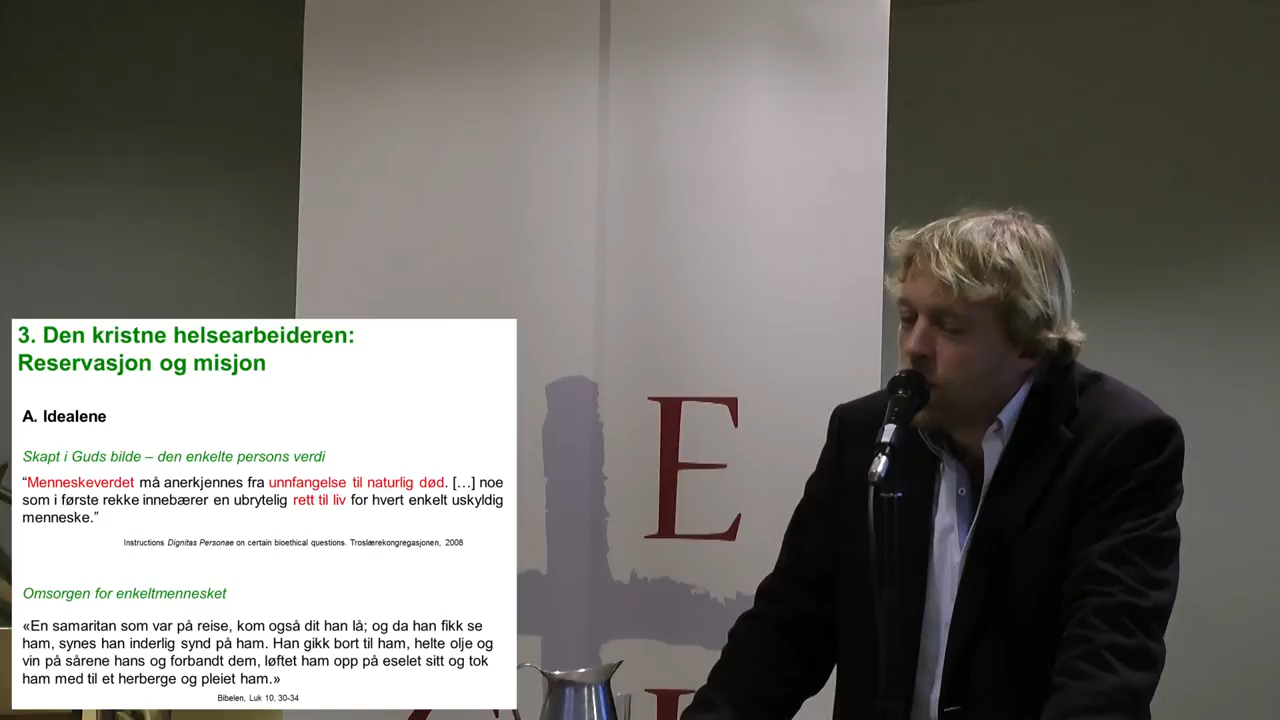 3. Den kristne helsearbeideren:
Reservasjon og misjon
A. Idealene
Skapt i Guds bilde – den enkelte persons verdi
“Menneskeverdet må anerkjennes fra unnfangelse til naturlig død. […] noe
som i første rekke innebærer en ubrytelig rett til liv for hvert enkelt uskyldig
menneske.”
Instructions Dignitas Personae on certain bioethical questions. Troslærekongregasjonen, 2008
Omsorgen for enkeltmennesket
«En samaritan som var på reise, kom også dit han lå; og da han fikk se
ham, synes han inderlig synd på ham. Han gikk bort til ham, helte olje og
vin på sårene hans og forbandt dem, løftet ham opp på eselet sitt og tok
ham med til et herberge og pleiet ham.»
Bibelen, Luk 10, 30-34
E